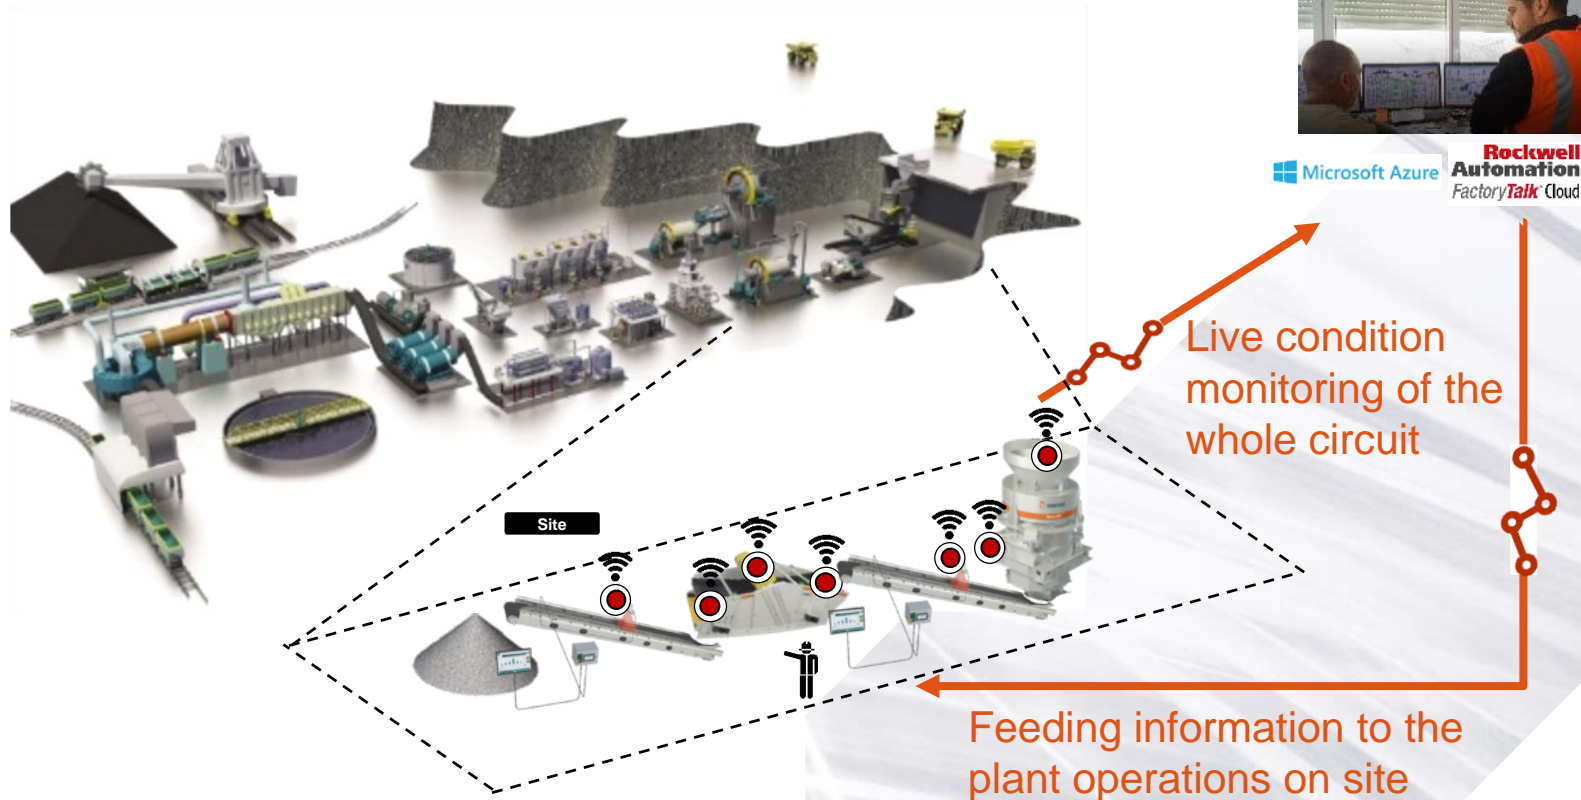 Microsoft Azure
Rockwell
Automation
FactoryTalk Cloud
Live condition
monitoring of the
whole circuit
Site
Feeding information to the
plant operations on site